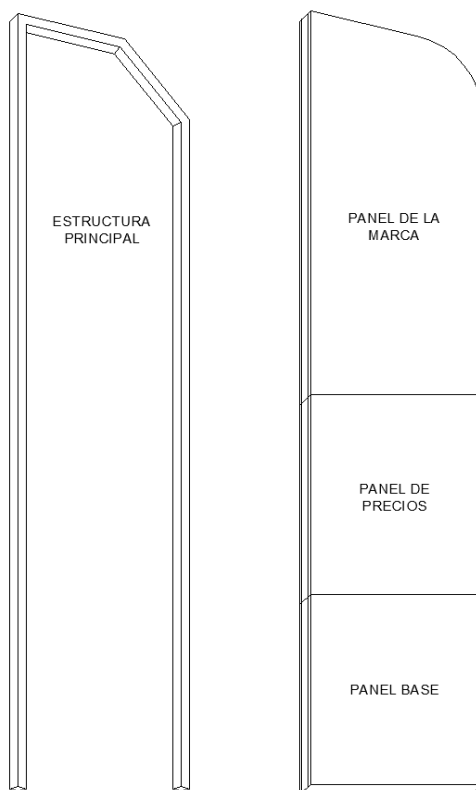 ESTRUCTURA
PRINCIPAL
PANEL DE LA
MARCA
PANEL DE
PRECIOS
PANEL BASE